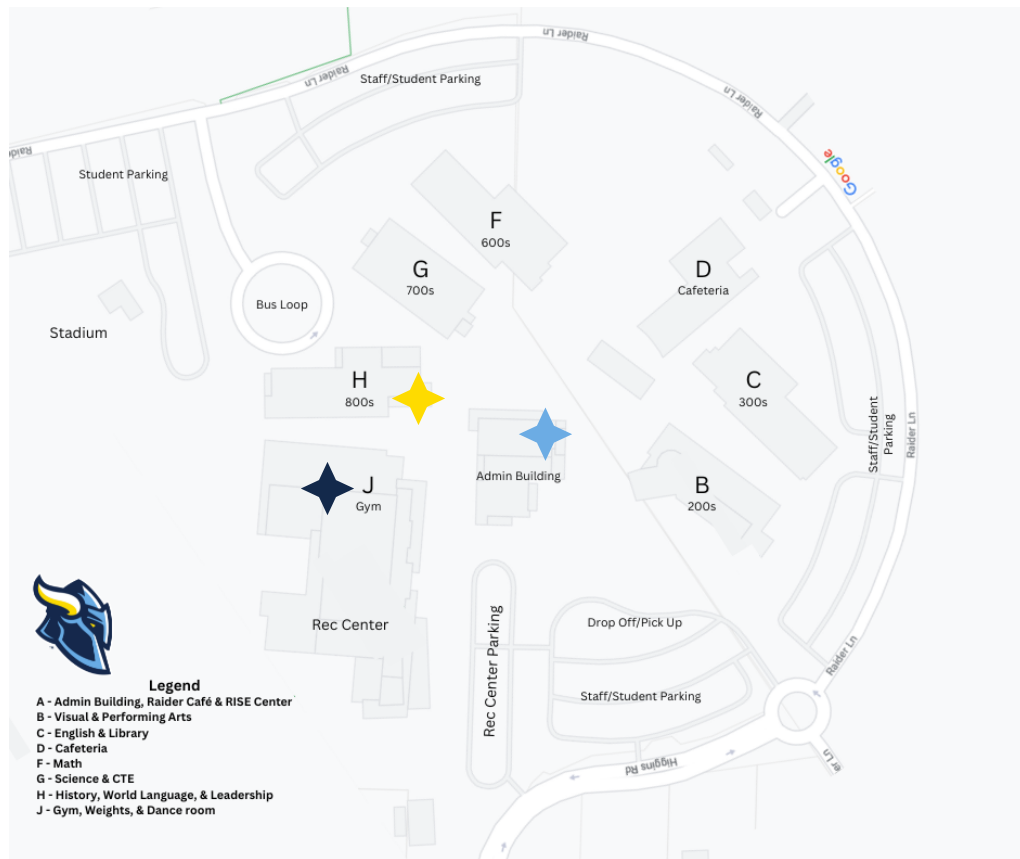 Raider Ln
Raider Ln
Staff/Student Parking
Raider Ln
Raide
Student Parking
Google
F
600s
G
700s
D
Cafeteria
Bus Loop
Stadium
H
800s
C
300s
Staff/Student
Parking
Raider Ln
Admin Building
J
Gym
B
200s
Rec Center
Rec Center Parking
Drop Off/Pick Up
Staff/Student Parking
Raider Ln
Higgins Rd
er Ln
Legend
A - Admin Building, Raider Café & RISE Center
B - Visual & Performing Arts
C - English & Library
D - Cafeteria
F - Math
G - Science & CTE
H - History, World Language, & Leadership
J - Gym, Weights, & Dance room